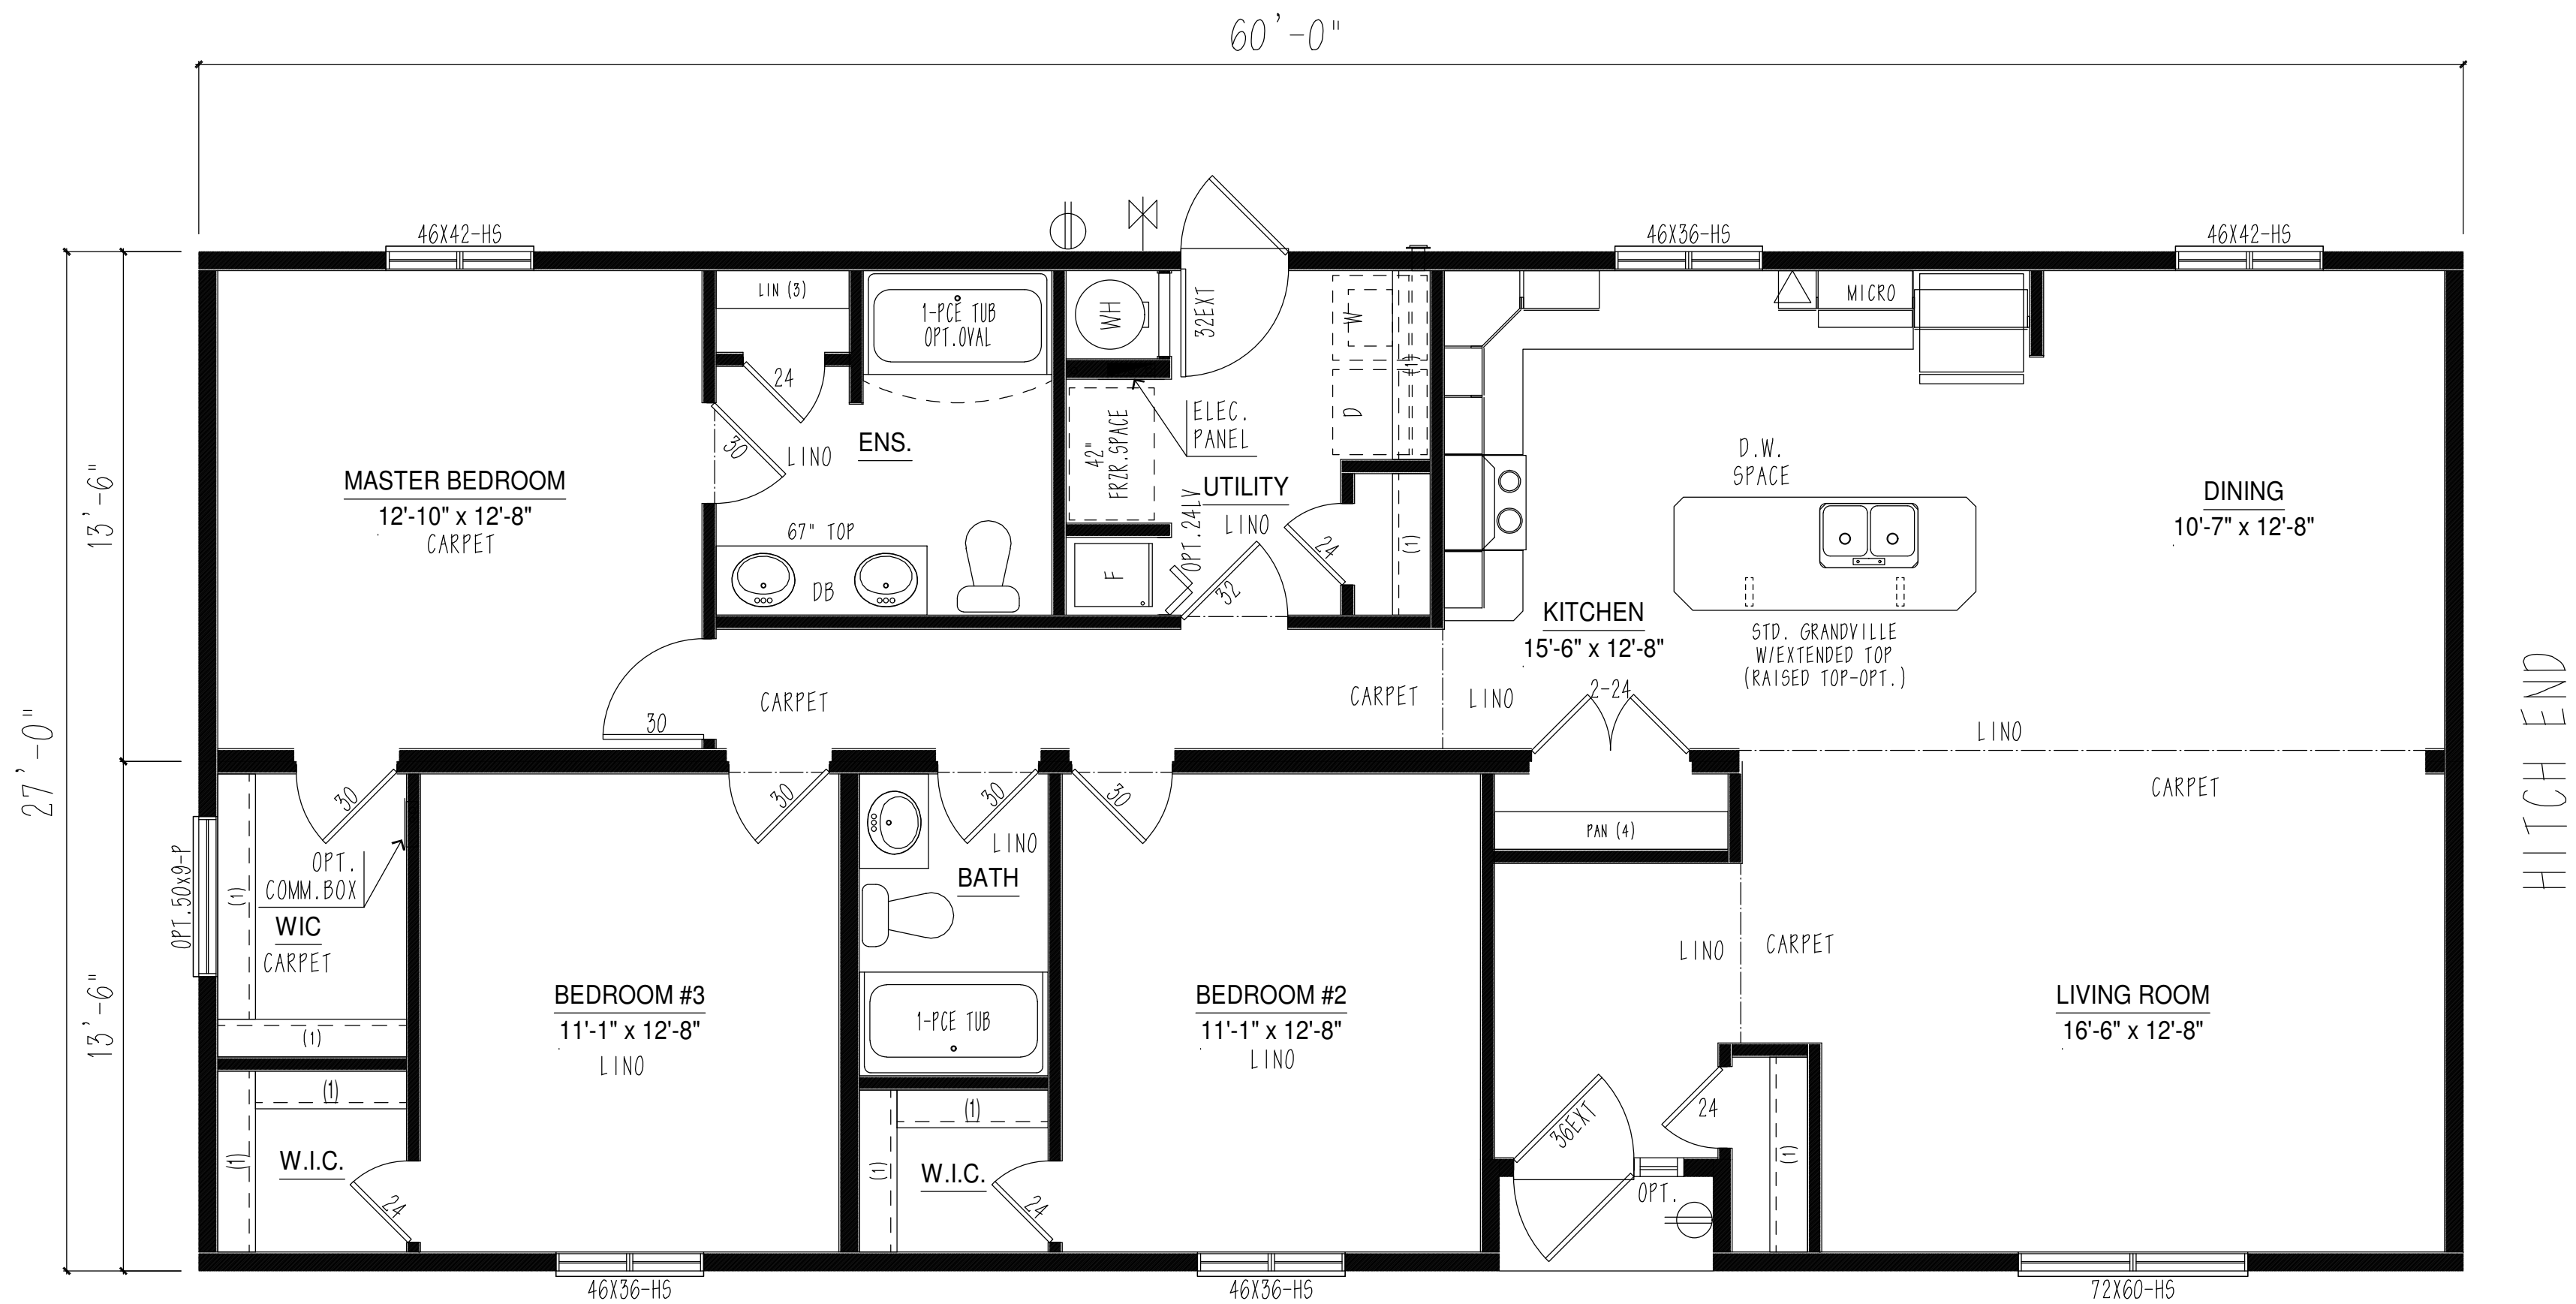 60'-0"
46X42-HS
46X36-HS
46X42-HS
LIN (3)
1-PCE TUB
OPT.OVAL
WH
32EXT
W
(1)
MICRO
24
D
ELEC.
PANEL
42"
FRZR.SPACE
30
LINO
ENS.
D.W.
SPACE
MASTER BEDROOM
12'-10" x 12'-8"
CARPET
UTILITY
LINO
OPT.24LV
DINING
10'-7" x 12'-8"
13'-6"
67" TOP
DB
F
32
24
(1)
KITCHEN
15'-6" x 12'-8"
STD. GRANDVILLE
W/EXTENDED TOP
(RAISED TOP-OPT.)
30
CARPET
CARPET
LINO
2-24
LINO
27'-0"
HITCH END
30
30
30
30
CARPET
OPT.
COMM.BOX
(1)
WIC
CARPET
(1)
OPT.50x9-P
LINO
BATH
PAN (4)
LINO
CARPET
13'-6"
BEDROOM #3
11'-1" x 12'-8"
LINO
1-PCE TUB
BEDROOM #2
11'-1" x 12'-8"
LINO
LIVING ROOM
16'-6" x 12'-8"
(1)
(1)
W.I.C.
24
(1)
(1)
W.I.C.
24
36EXT
24
(1)
OPT.
46X36-HS
46X36-HS
72X60-HS